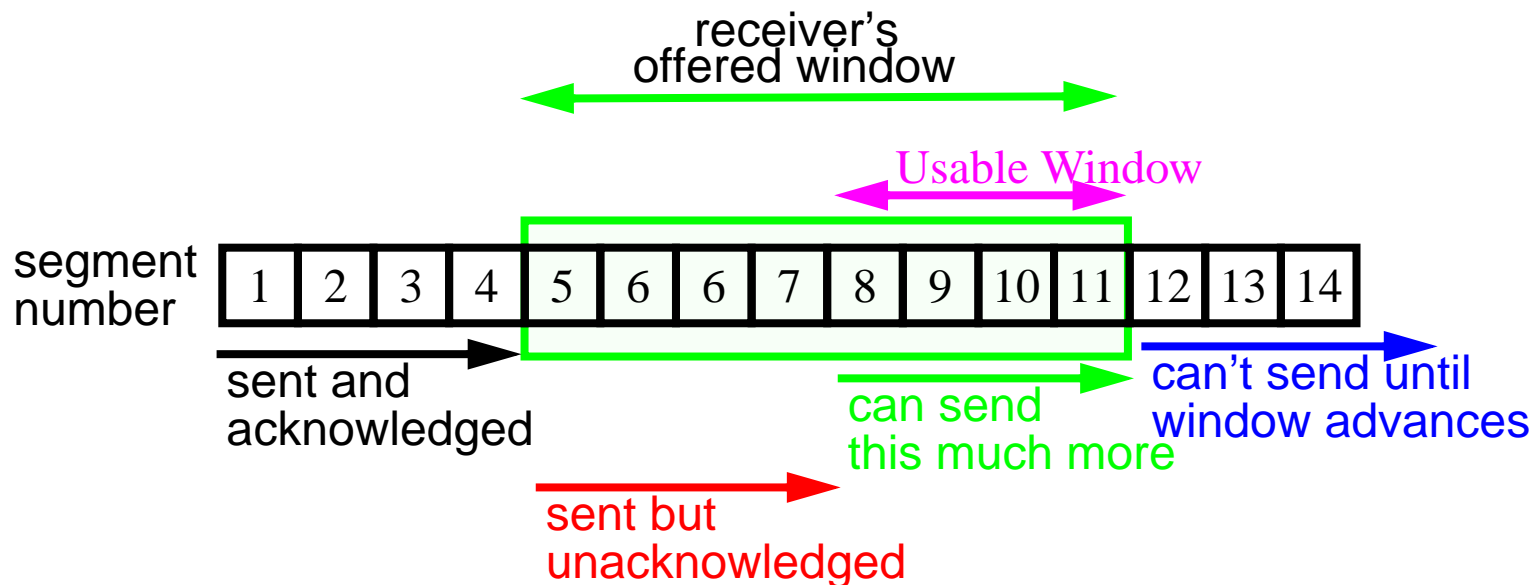 receiver's
offered window
Usable Window
segment
number
1 2 3 4 5 6 6 7 8 9 10 11 12 13 14
sent and
acknowledged
can send
this much more
can't send until
window advances
sent but
unacknowledged